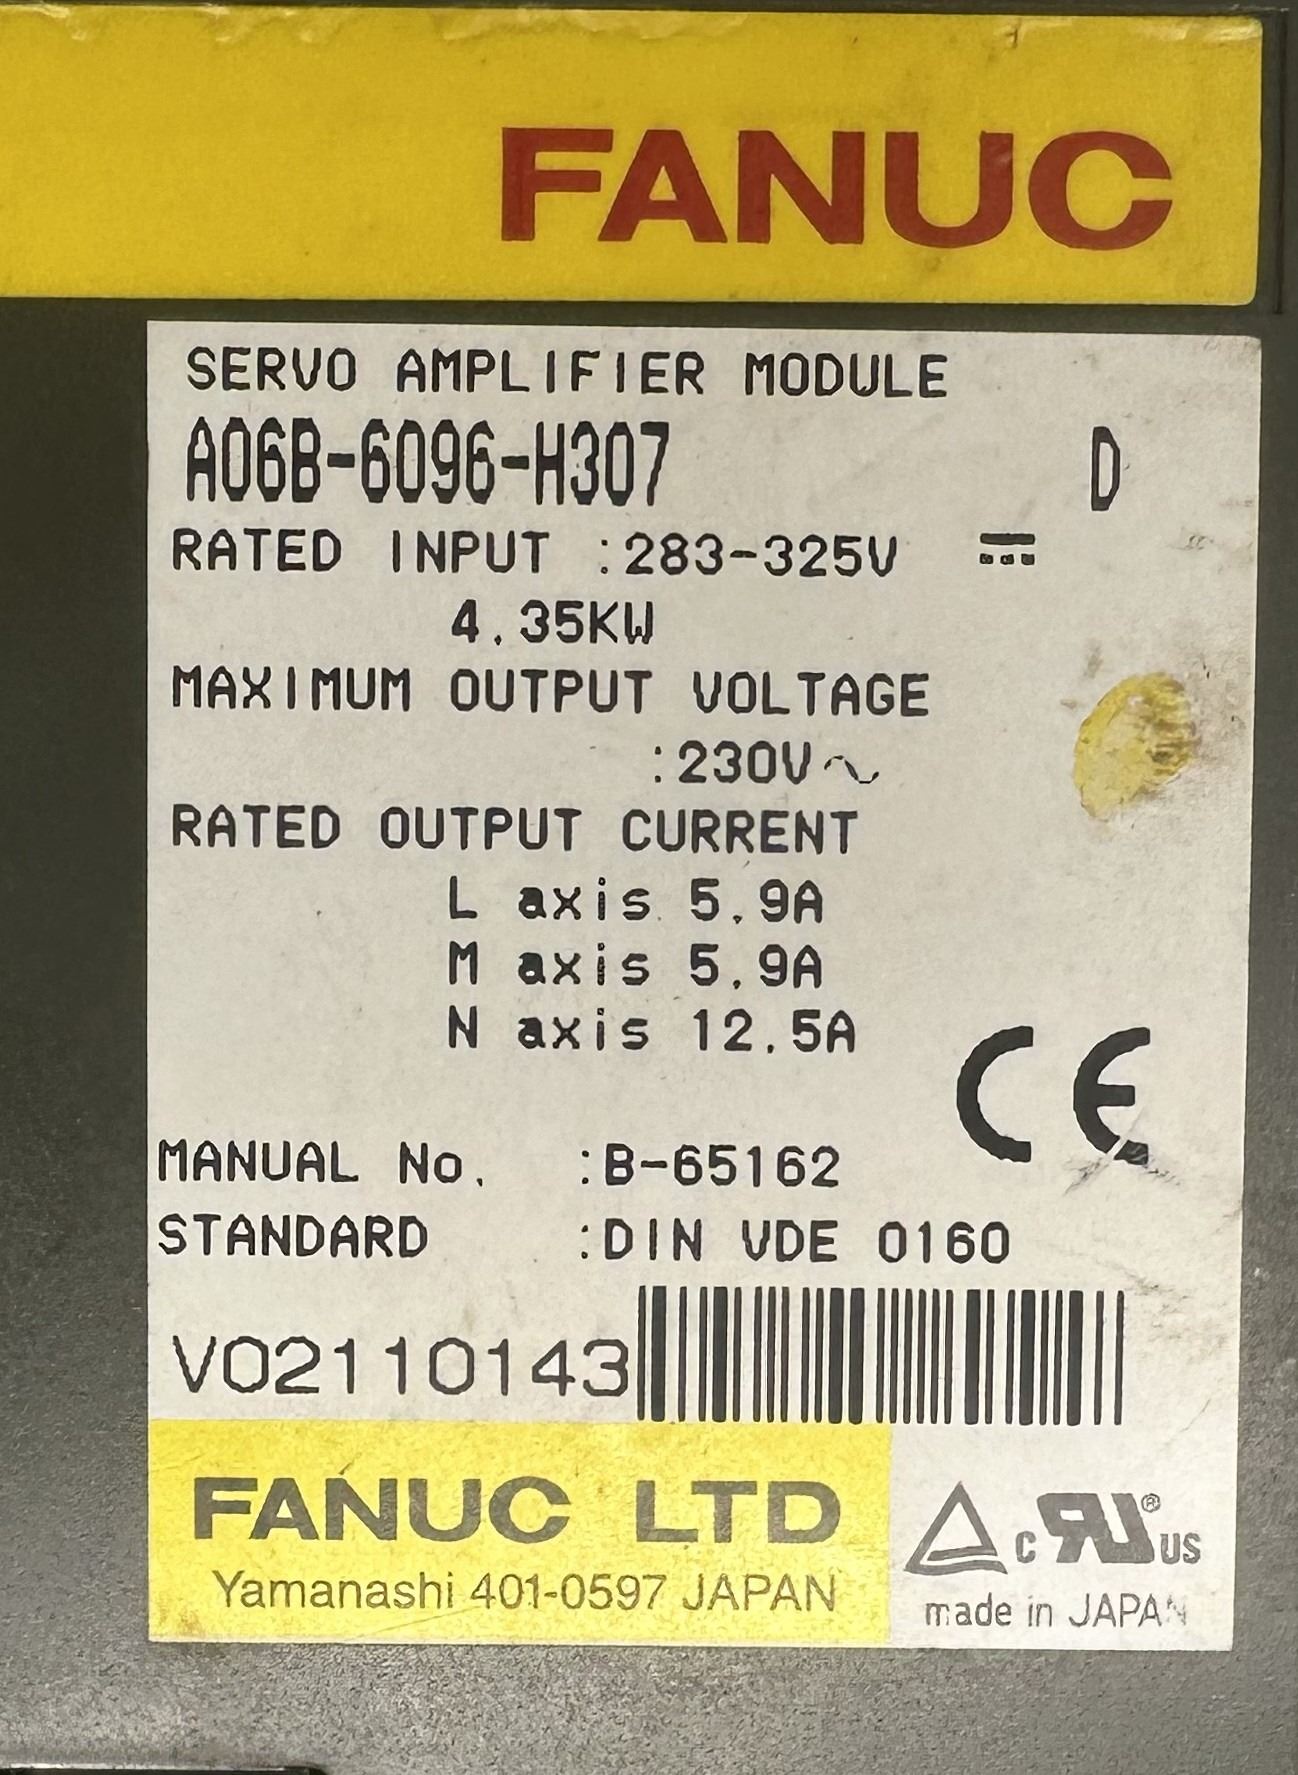 FANUC
SERVO AMPLIFIER MODULE
A06B-6096-H307 D
RATED INPUT :283-325V ⎓
4.35KW
MAXIMUM OUTPUT VOLTAGE
:230V∿
RATED OUTPUT CURRENT
L axis 5.9A
M axis 5.9A
N axis 12.5A
CE
MANUAL No. :B-65162
STANDARD :DIN VDE 0160
V02110143
FANUC LTD
Yamanashi 401-0597 JAPAN
c RU® US
made in JAPAN